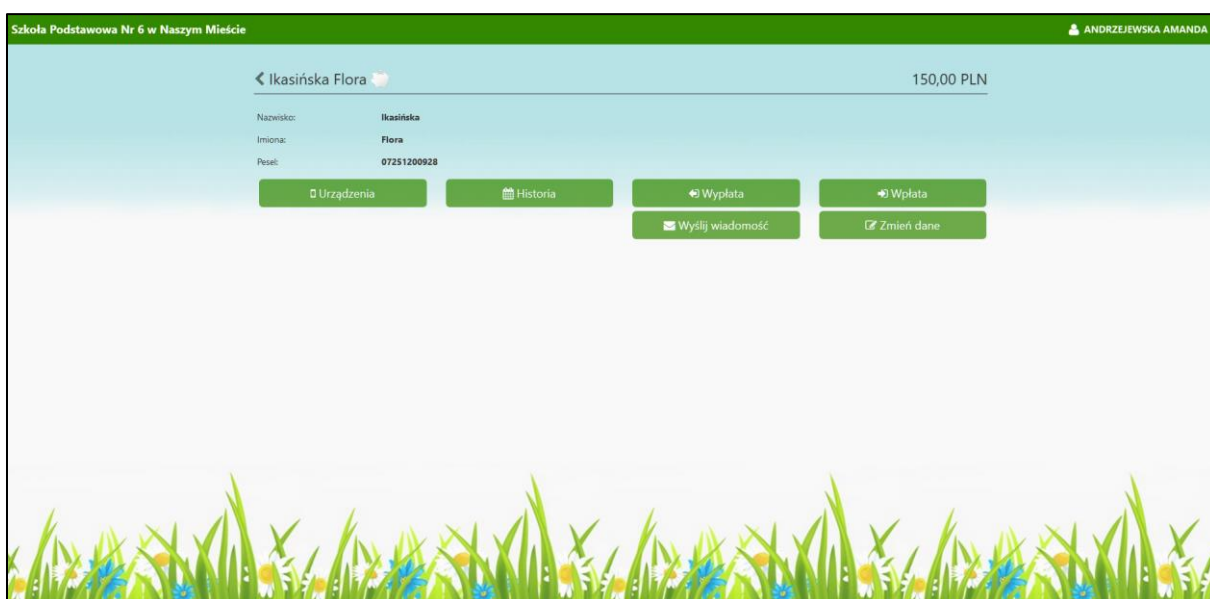 Szkoła Podstawowa Nr 6 w Naszym Mieście ANDRZEJEWSKA AMANDA
Ikasińska Flora 150,00 PLN
Nazwisko: Ikasińska
Imiona: Flora
Pesel: 07251200928
Urządzenia Historia Wypłata Wpłata
Wyślij wiadomość Zmień dane